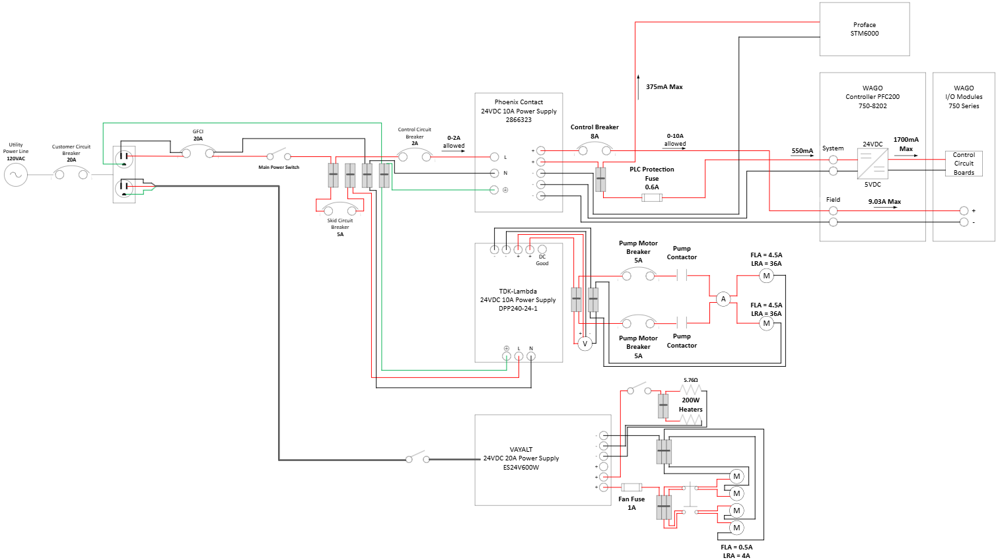 Proface
STM6000
375mA Max
WAGO
Controller PFC200
750-8202
WAGO
I/O Modules
750 Series
Phoenix Contact
24VDC 10A Power Supply
2866323
L
N
+
+
-
-
-
Control Breaker
8A
0-10A
allowed
PLC Protection
Fuse
0.6A
550mA
System
24VDC
5VDC
1700mA
Max
Control
Circuit
Boards
Field
9.03A Max
+
-
Utility
Power Line
120VAC
Customer Circuit
Breaker
20A
GFCI
20A
Main Power Switch
Control Circuit
Breaker
2A
0-2A
allowed
Skid Circuit
Breaker
5A
-
-
+
+
DC
Good
TDK-Lambda
24VDC 10A Power Supply
DPP240-24-1
L
N
+
-
V
Pump Motor
Breaker
5A
Pump
Contactor
FLA = 4.5A
LRA = 36A
M
A
FLA = 4.5A
LRA = 36A
M
Pump Motor
Breaker
5A
Pump
Contactor
5.76Ω
200W
Heaters
VAYALT
24VDC 20A Power Supply
ES24V600W
-
-
-
+
+
+
Fan Fuse
1A
M
M
M
M
FLA = 0.5A
LRA = 4A